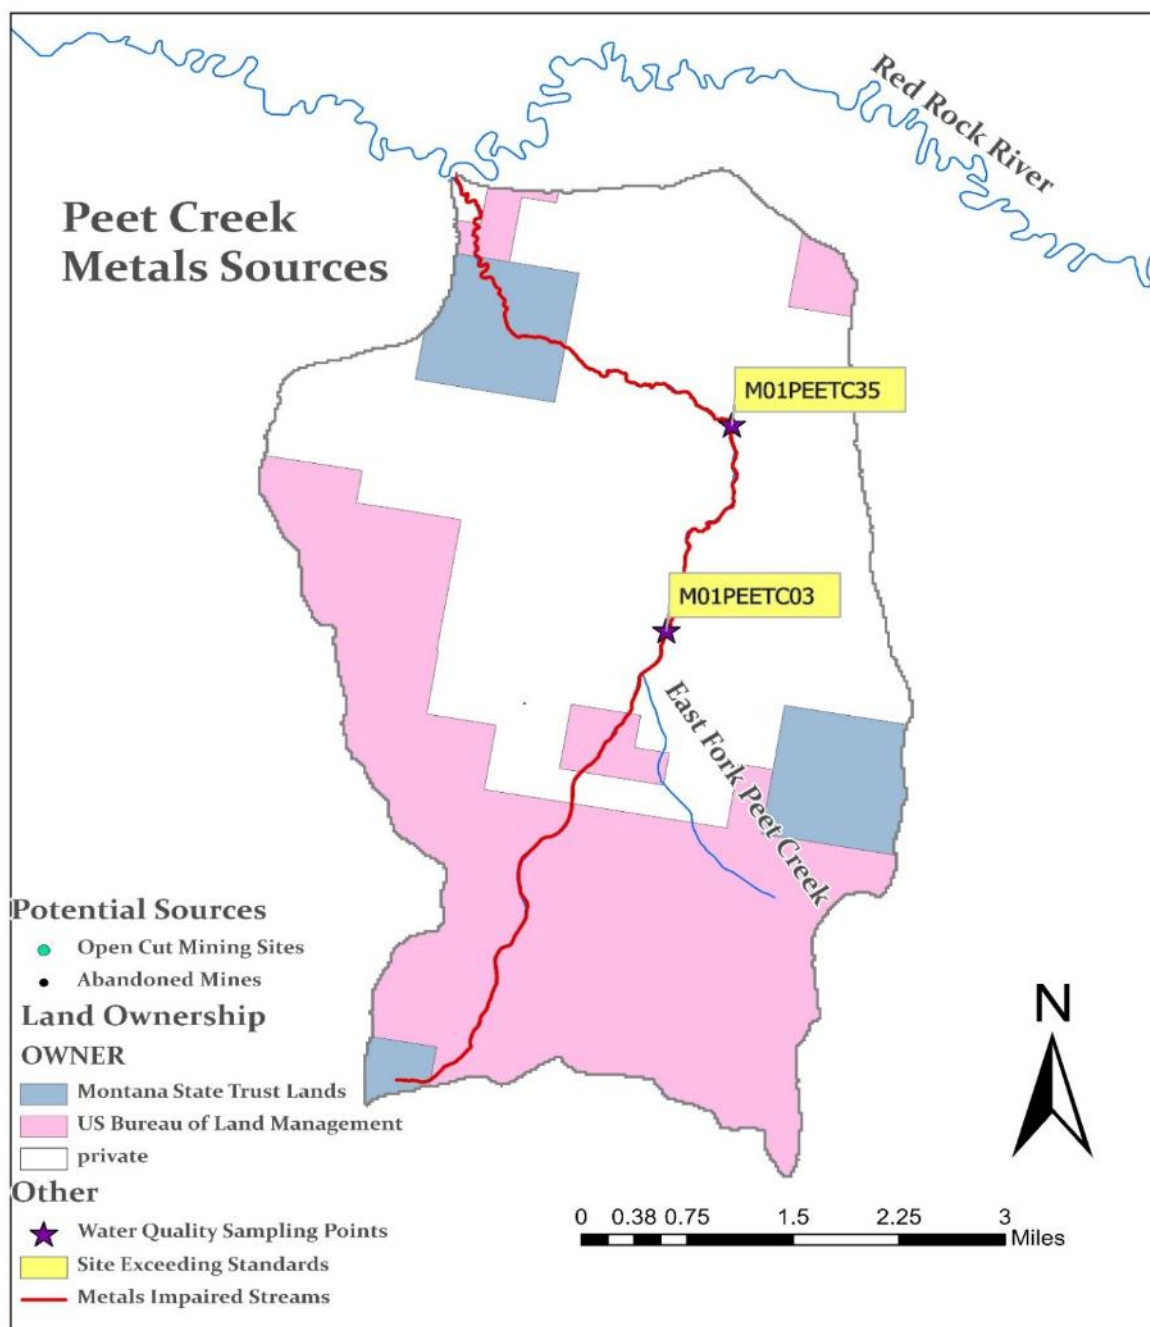 Red Rock River
Peet Creek
Metals Sources
M01PEETC35
M01PEETC03
East Fork Peet Creek
Potential Sources
Open Cut Mining Sites
Abandoned Mines
Land Ownership
OWNER
Montana State Trust Lands
US Bureau of Land Management
private
Other
Water Quality Sampling Points
Site Exceeding Standards
Metals Impaired Streams
N
0 0.38 0.75 1.5 2.25 3
Miles